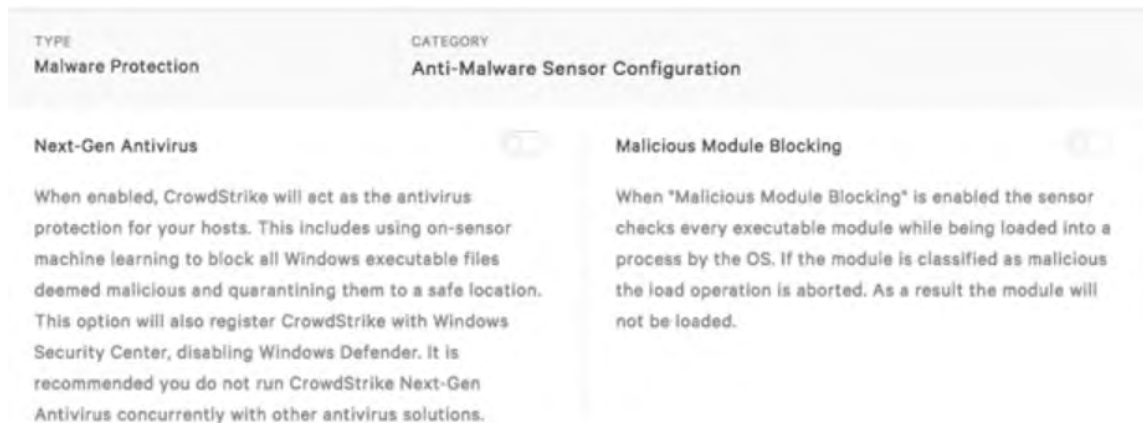 TYPE
Malware Protection
CATEGORY
Anti-Malware Sensor Configuration
Next-Gen Antivirus
When enabled, CrowdStrike will act as the antivirus
protection for your hosts. This includes using on-sensor
machine learning to block all Windows executable files
deemed malicious and quarantining them to a safe location.
This option will also register CrowdStrike with Windows
Security Center, disabling Windows Defender. It is
recommended you do not run CrowdStrike Next-Gen
Antivirus concurrently with other antivirus solutions.
Malicious Module Blocking
When "Malicious Module Blocking" is enabled the sensor
checks every executable module while being loaded into a
process by the OS. If the module is classified as malicious
the load operation is aborted. As a result the module will
not be loaded.